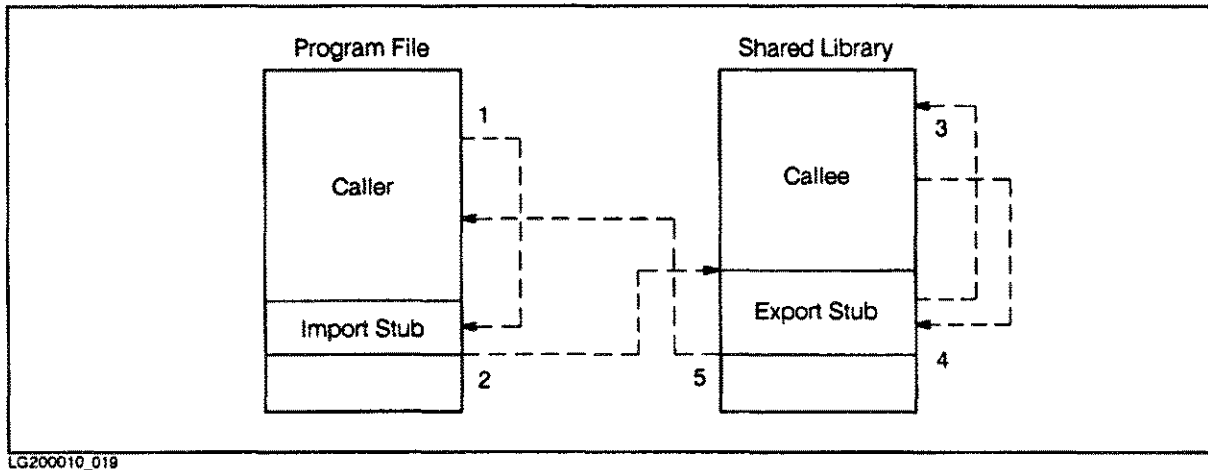 Program File
Shared Library
1
3
Caller
Callee
Import Stub
Export Stub
2
5
4
LG200010_019